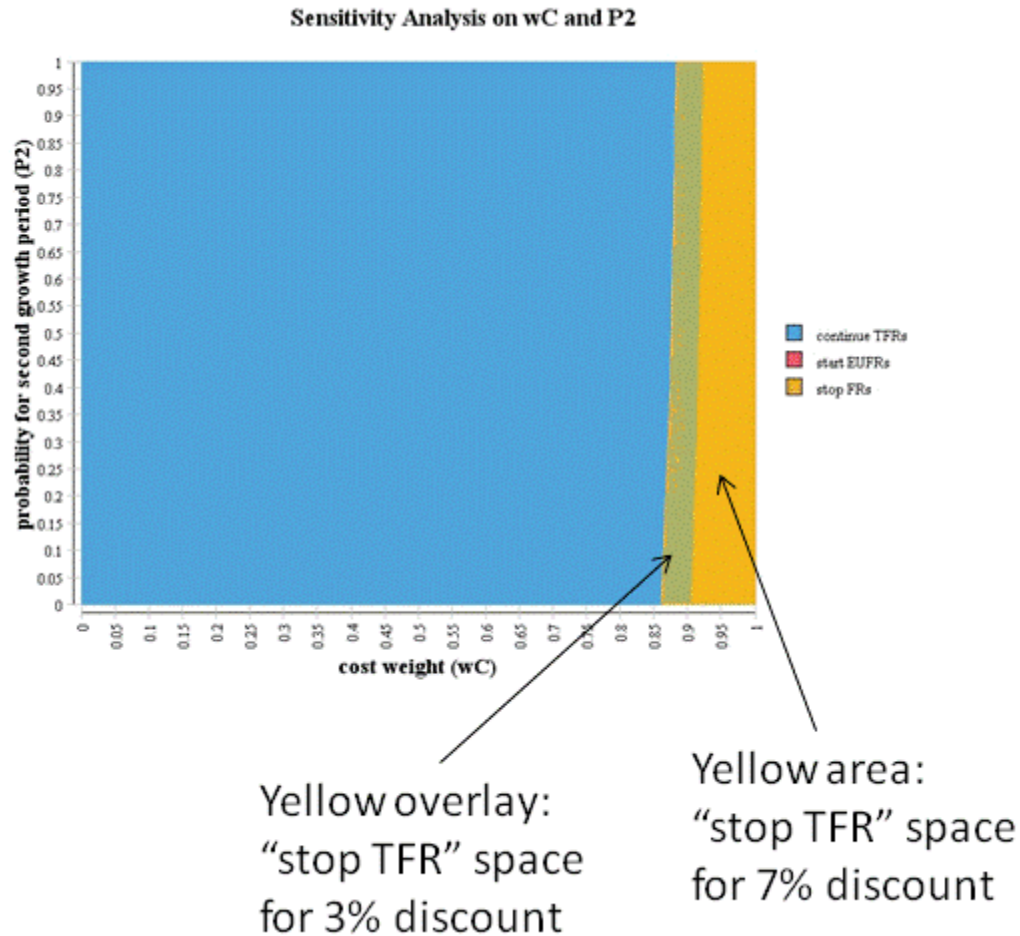 Sensitivity Analysis on wC and P2
probability for second growth period (P2)
1
0.95
0.9
0.85
0.8
0.75
0.7
0.65
0.6
0.55
0.5
0.45
0.4
0.35
0.3
0.25
0.2
0.15
0.1
0.05
0
0 0.05 0.1 0.15 0.2 0.25 0.3 0.35 0.4 0.45 0.5 0.55 0.6 0.65 0.7 0.75 0.8 0.85 0.9 0.95 1
cost weight (wC)
continue TFRs
start EUFRs
stop FRs
Yellow overlay:
“stop TFR” space
for 3% discount
Yellow area:
“stop TFR” space
for 7% discount